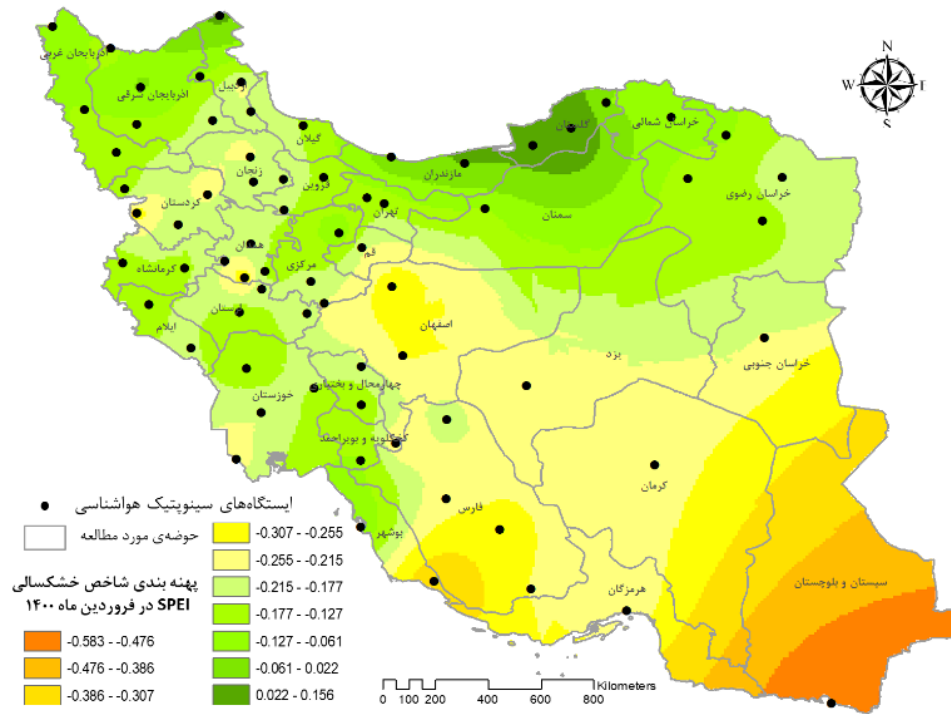 N
W
E
S
آذربایجان غربی
آذربایجان شرقی
اردبیل
گیلان
زنجان
کردستان
قزوین
مازندران
گلستان
خراسان شمالی
خراسان رضوی
سمنان
تهران
قم
مرکزی
همدان
کرمانشاه
لرستان
ایلام
اصفهان
یزد
خراسان جنوبی
خوزستان
چهارمحال و بختیاری
کهگلویه و بویراحمد
کرمان
فارس
بوشهر
هرمزگان
سیستان و بلوچستان
ایستگاه‌های سینوپتیک هواشناسی
حوضه‌ی مورد مطالعه
پهنه بندی شاخص خشکسالی
SPEI در فروردین ماه ۱۴۰۰
-0.583 - -0.476
-0.476 - -0.386
-0.386 - -0.307
-0.307 - -0.255
-0.255 - -0.215
-0.215 - -0.177
-0.177 - -0.127
-0.127 - -0.061
-0.061 - 0.022
0.022 - 0.156
Kilometers
0 100 200 400 600 800